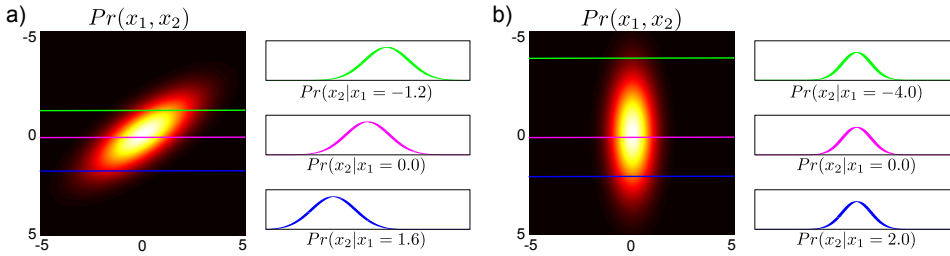 a)
Pr(x₁, x₂)
-5
0
5
-5 0 5
Pr(x₂|x₁ = −1.2)
Pr(x₂|x₁ = 0.0)
Pr(x₂|x₁ = 1.6)
b)
Pr(x₁, x₂)
-5
0
5
-5 0 5
Pr(x₂|x₁ = −4.0)
Pr(x₂|x₁ = 0.0)
Pr(x₂|x₁ = 2.0)